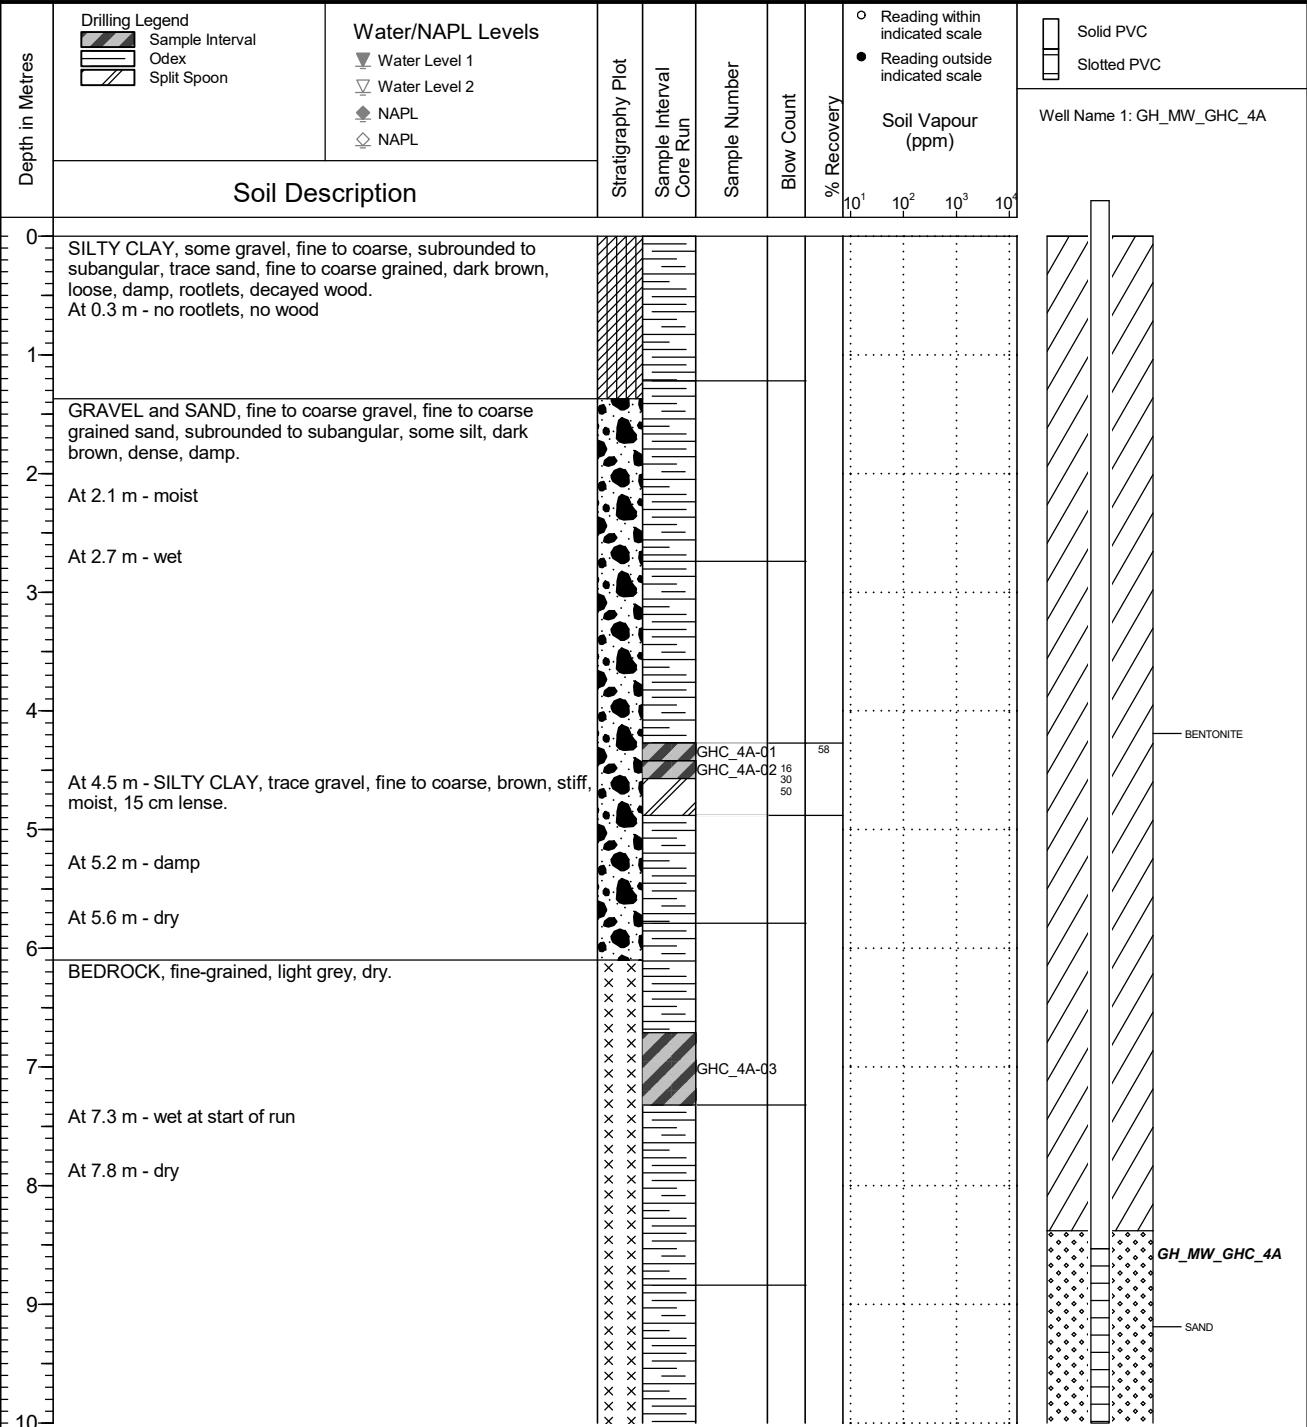 Depth in Metres
Drilling Legend
Sample Interval
Odex
Split Spoon
Water/NAPL Levels
Water Level 1
Water Level 2
NAPL
NAPL
Soil Description
Stratigraphy Plot
Sample Interval
Core Run
Sample Number
Blow Count
% Recovery
Reading within
indicated scale
Reading outside
indicated scale
Soil Vapour
(ppm)
10¹ 10² 10³ 10⁴
Solid PVC
Slotted PVC
Well Name 1: GH_MW_GHC_4A
0
SILTY CLAY, some gravel, fine to coarse, subrounded to
subangular, trace sand, fine to coarse grained, dark brown,
loose, damp, rootlets, decayed wood.
At 0.3 m - no rootlets, no wood
1
GRAVEL and SAND, fine to coarse gravel, fine to coarse
grained sand, subrounded to subangular, some silt, dark
brown, dense, damp.
2
At 2.1 m - moist
At 2.7 m - wet
3
4
BENTONITE
GHC_4A-01 58
GHC_4A-02 16
30
50
At 4.5 m - SILTY CLAY, trace gravel, fine to coarse, brown, stiff,
moist, 15 cm lense.
5
At 5.2 m - damp
At 5.6 m - dry
6
BEDROCK, fine-grained, light grey, dry.
7
GHC_4A-03
At 7.3 m - wet at start of run
At 7.8 m - dry
8
GH_MW_GHC_4A
9
SAND
10